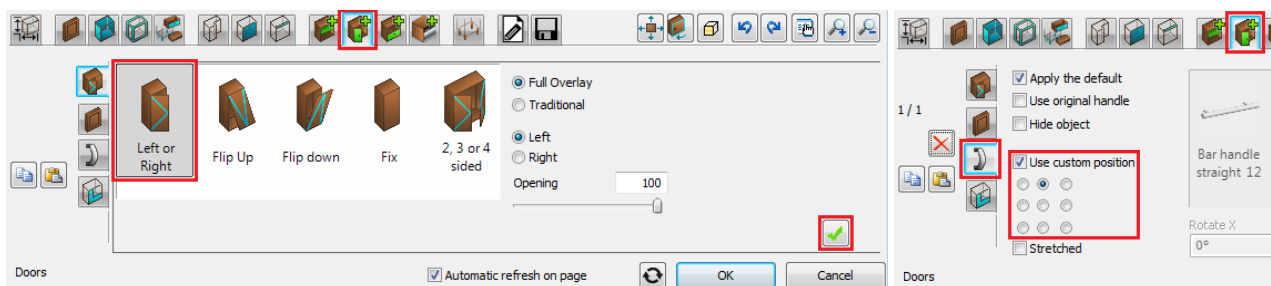 Left or
Right
Flip Up
Flip down
Fix
2, 3 or 4
sided
Full Overlay
Traditional
Left
Right
Opening
100
Doors
Automatic refresh on page
OK
Cancel
1 / 1
Apply the default
Use original handle
Hide object
Use custom position
Stretched
Bar handle
straight 12
Rotate X
0°
Doors